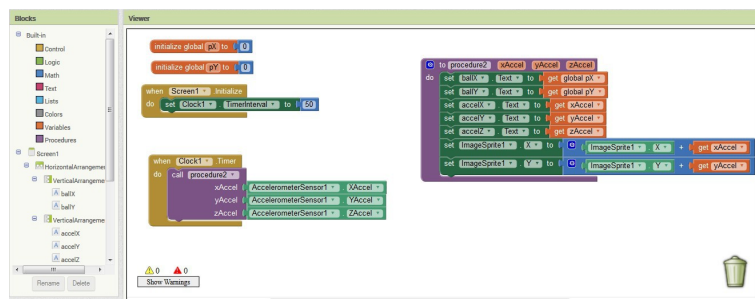 Blocks
Viewer
Built-in
Control
Logic
Math
Text
Lists
Colors
Variables
Procedures
Screen1
HorizontalArrangeme
VerticalArrangeme
ballX
ballY
VerticalArrangeme
accelX
accelY
accelZ
Rename Delete
initialize global pX to 0
initialize global pY to 0
when Screen1 .Initialize
do set Clock1 . TimerInterval to 50
when Clock1 .Timer
do call procedure2
xAccel AccelerometerSensor1 . XAccel
yAccel AccelerometerSensor1 . YAccel
zAccel AccelerometerSensor1 . ZAccel
to procedure2 xAccel yAccel zAccel
do set ballX . Text to get global pX
set ballY . Text to get global pY
set accelX . Text to get xAccel
set accelY . Text to get yAccel
set accelZ . Text to get zAccel
set ImageSprite1 . X to ImageSprite1 . X + get xAccel
set ImageSprite1 . Y to ImageSprite1 . Y + get yAccel
0 0
Show Warnings